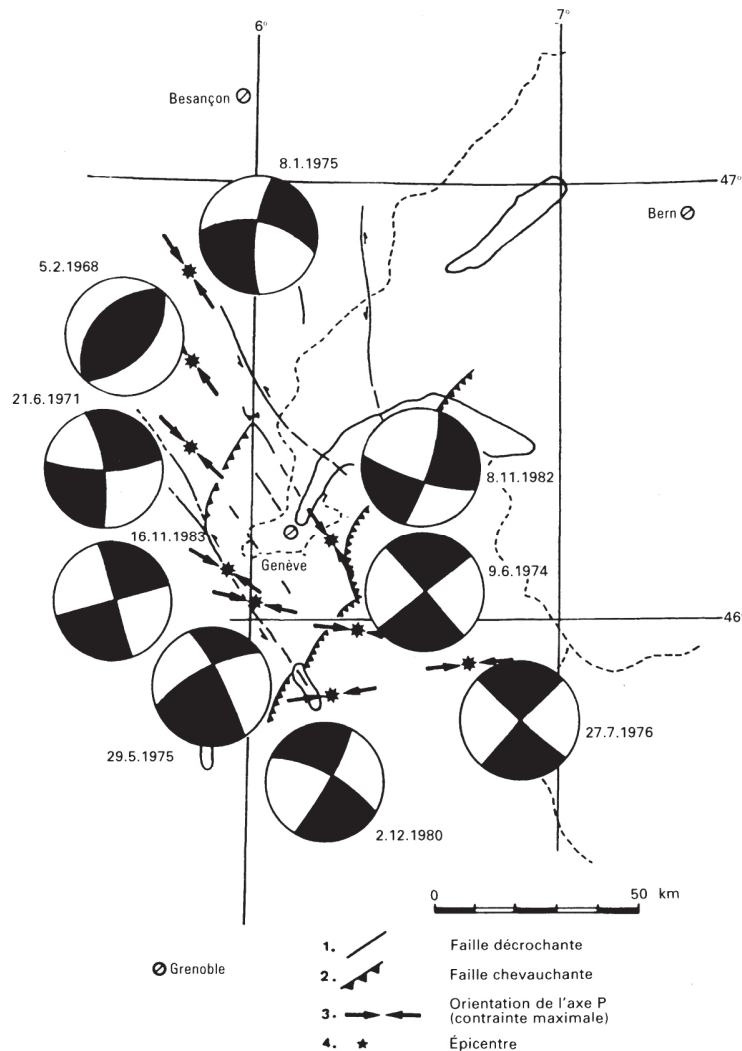 6°
7°
Besançon
8.1.1975
47°
Bern
5.2.1968
21.6.1971
8.11.1982
16.11.1983
Genève
9.6.1974
46°
29.5.1975
27.7.1976
2.12.1980
0 50 km
1. Faille décrochante
2. Faille chevauchante
Grenoble
3. Orientation de l'axe P
(contrainte maximale)
4. Épicentre